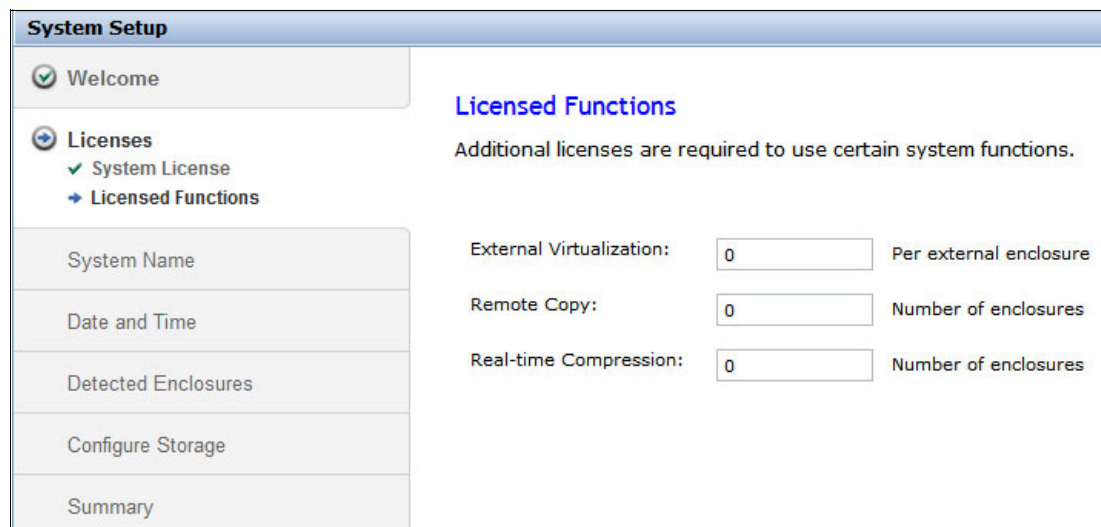 System Setup
Welcome
Licenses
System License
Licensed Functions
System Name
Date and Time
Detected Enclosures
Configure Storage
Summary
Licensed Functions
Additional licenses are required to use certain system functions.
External Virtualization: 0 Per external enclosure
Remote Copy: 0 Number of enclosures
Real-time Compression: 0 Number of enclosures